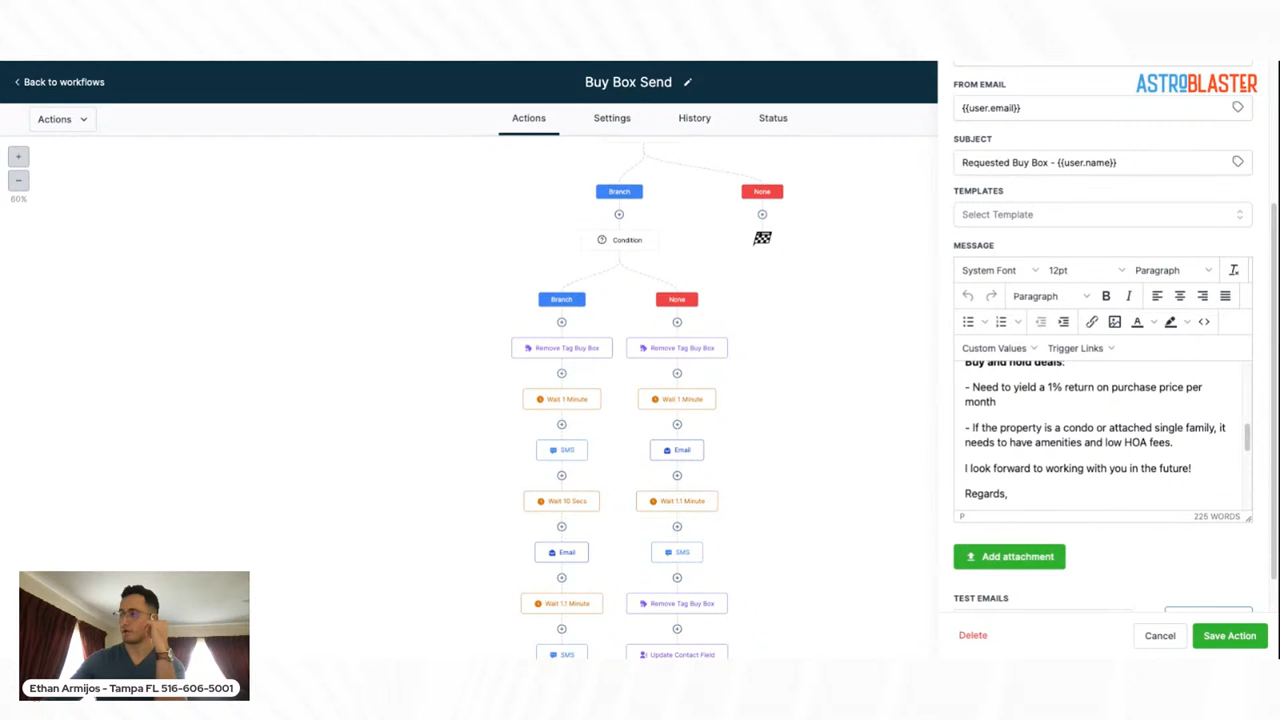 Back to workflows
Buy Box Send
ASTROBLASTER
Actions
Actions
Settings
History
Status
+
−
60%
Branch
None
Condition
Branch
None
Remove Tag Buy Box
Remove Tag Buy Box
Wait 1 Minute
Wait 1 Minute
SMS
Email
Wait 10 Secs
Wait 1.1 Minute
Email
SMS
Wait 1.1 Minute
Remove Tag Buy Box
SMS
Update Contact Field
FROM EMAIL
{{user.email}}
SUBJECT
Requested Buy Box - {{user.name}}
TEMPLATES
Select Template
MESSAGE
System Font
12pt
Paragraph
Paragraph
B
I
A
Custom Values
Trigger Links
Buy and hold deals:
- Need to yield a 1% return on purchase price per
month
- If the property is a condo or attached single family, it
needs to have amenities and low HOA fees.
I look forward to working with you in the future!
Regards,
P
225 WORDS
Add attachment
TEST EMAILS
Delete
Cancel
Save Action
Ethan Armijos - Tampa FL 516-606-5001